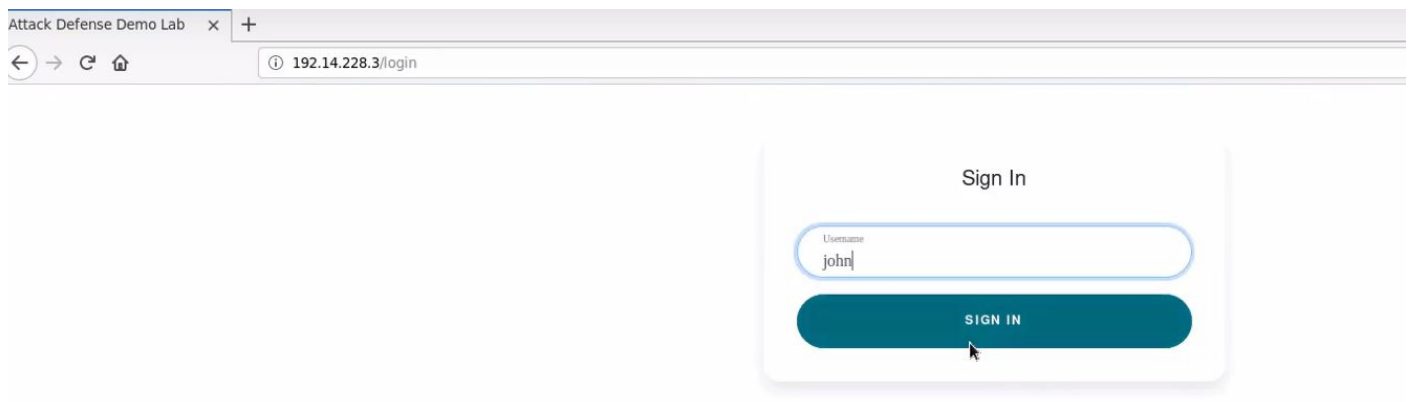 Attack Defense Demo Lab
192.14.228.3/login
Sign In
Username
john
SIGN IN